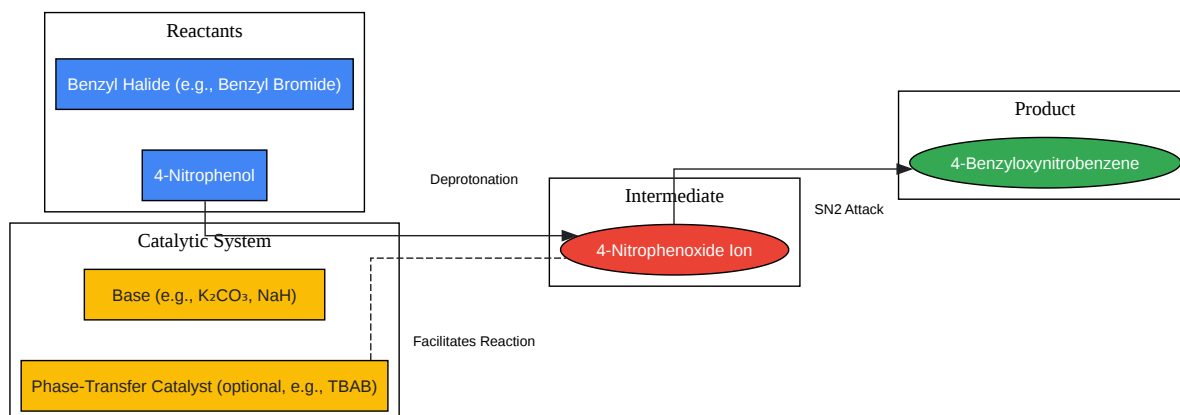 Reactants
Benzyl Halide (e.g., Benzyl Bromide)
4-Nitrophenol
Catalytic System
Base (e.g., K₂CO₃, NaH)
Phase-Transfer Catalyst (optional, e.g., TBAB)
Deprotonation
Facilitates Reaction
Intermediate
4-Nitrophenoxide Ion
SN2 Attack
Product
4-Benzyloxynitrobenzene